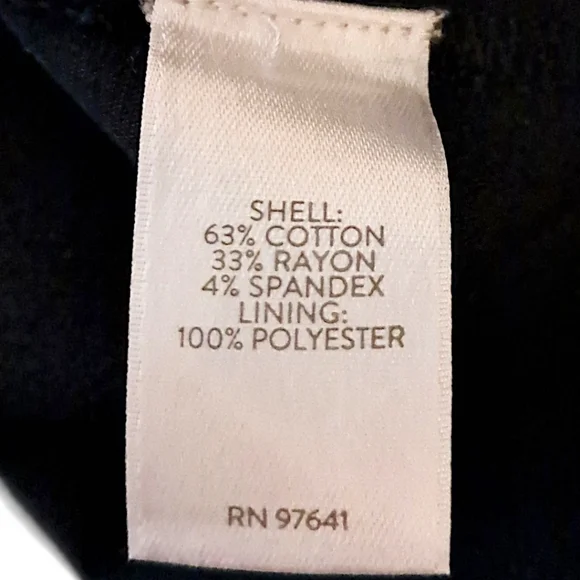 SHELL:
63% COTTON
33% RAYON
4% SPANDEX
LINING:
100% POLYESTER
RN 97641